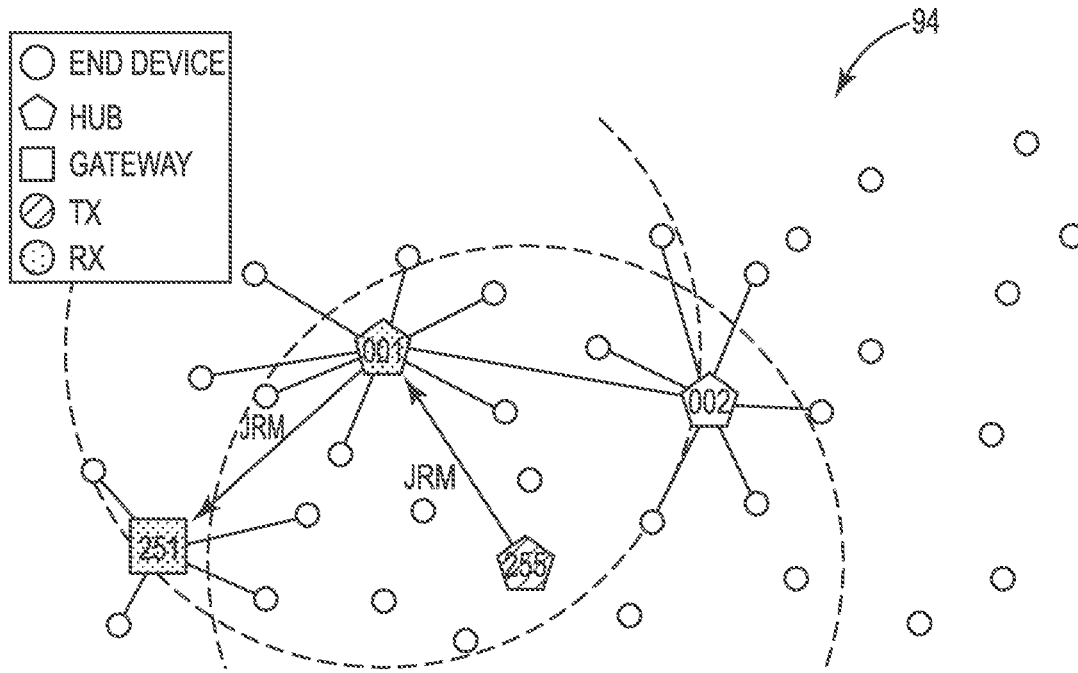 94
END DEVICE
HUB
GATEWAY
TX
RX
001
002
JRM
JRM
251
255